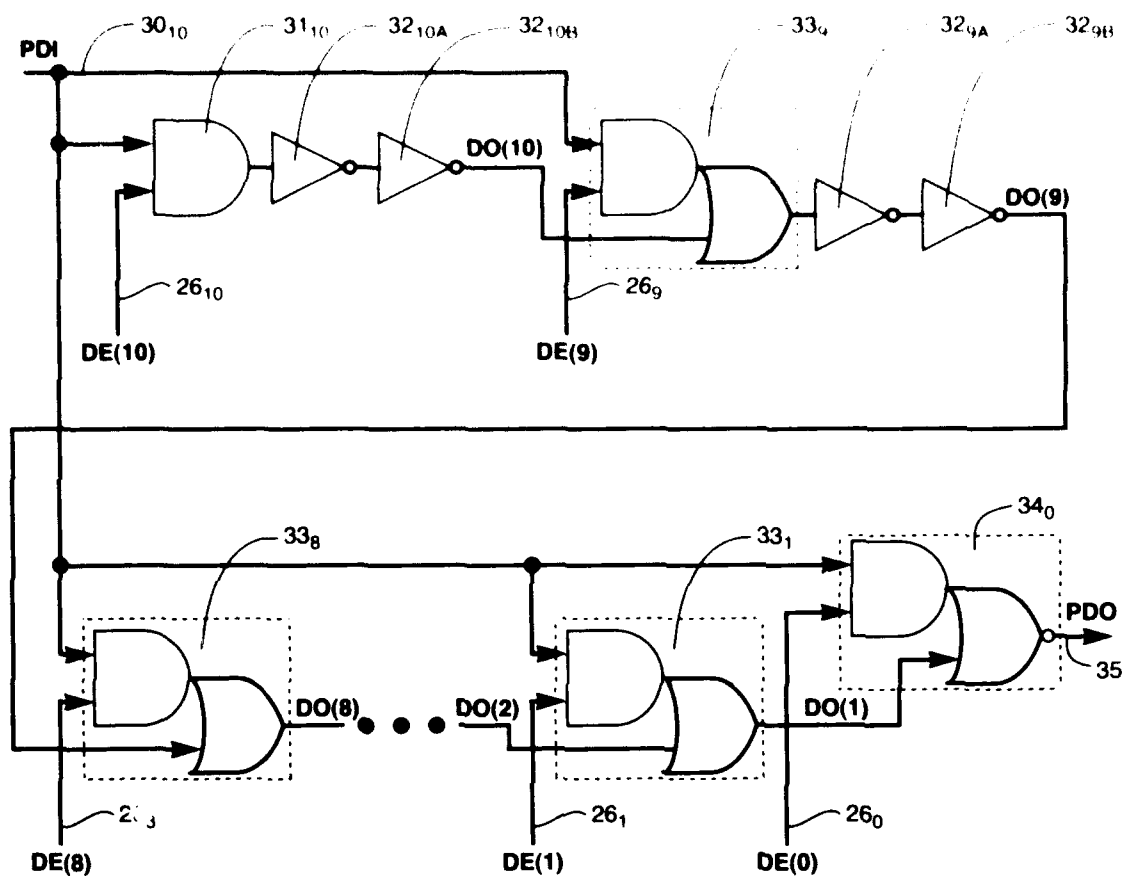 30₁₀ 31₁₀ 32₁₀A 32₁₀B 33₉ 32₉A 32₉B
PDI
DO(10)
DO(9)
26₁₀ 26₉
DE(10) DE(9)
34₀
33₈ 33₁
PDO
35
DO(8) DO(2) DO(1)
26₁ 26₀
DE(8) DE(1) DE(0)